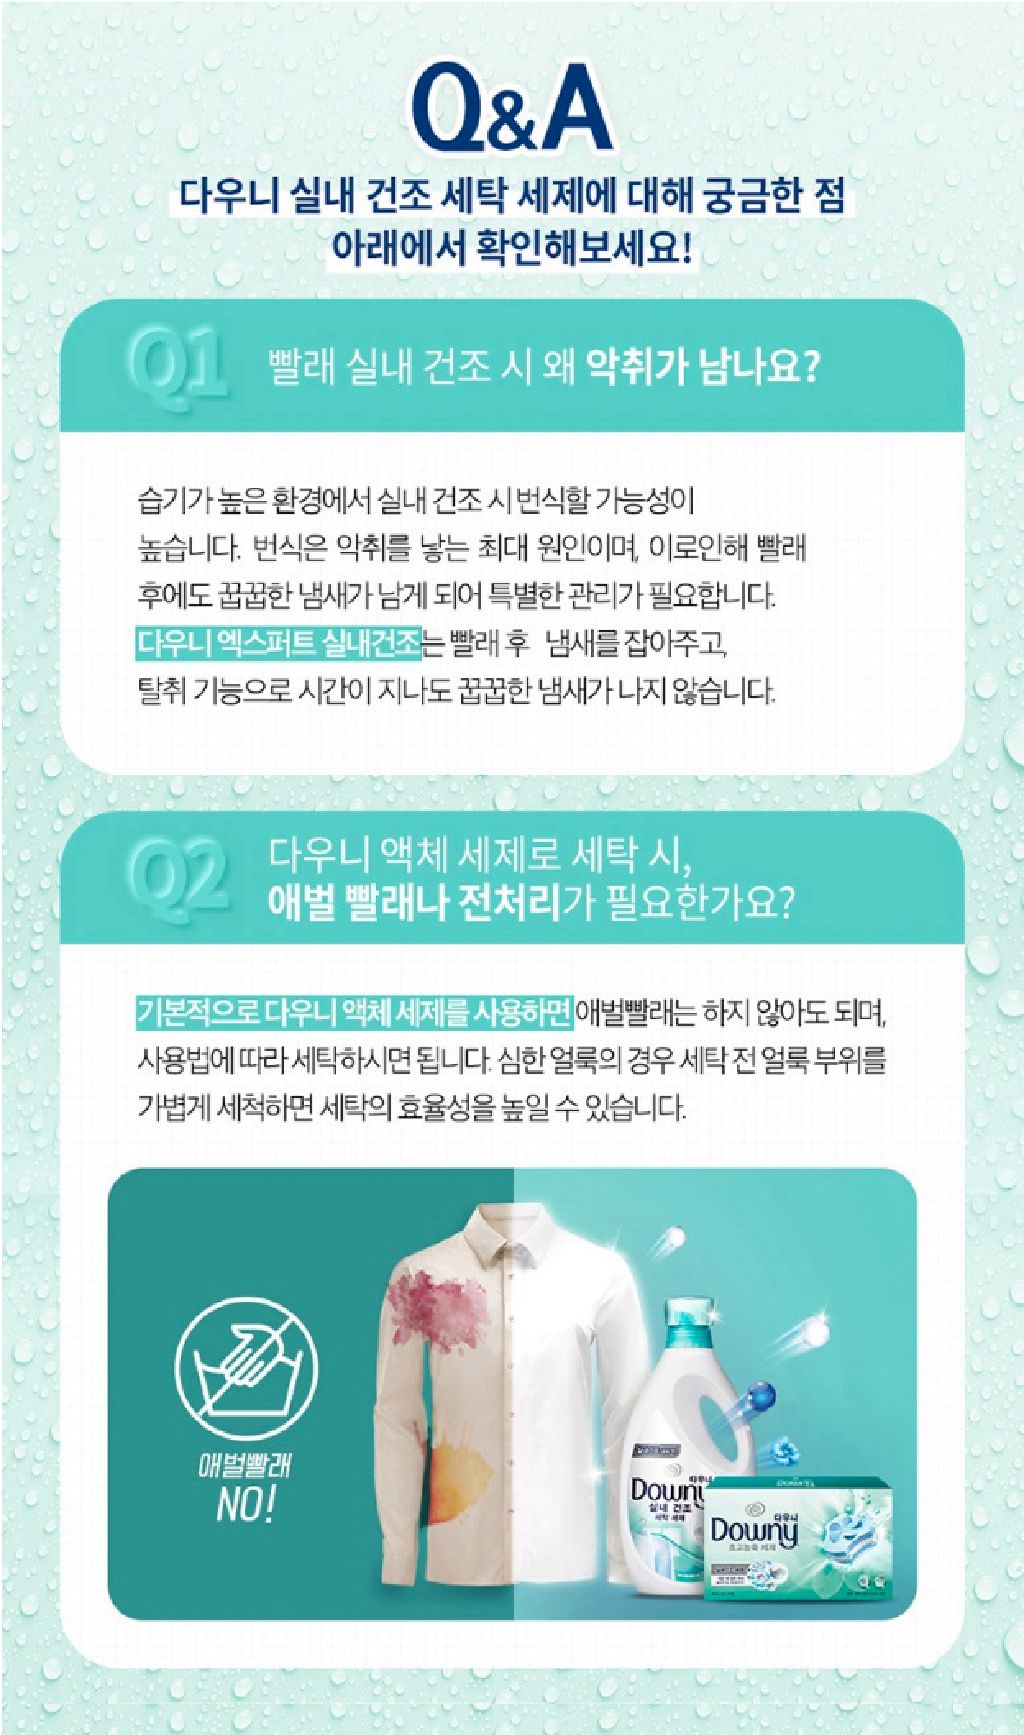 Q&A
다우니 실내 건조 세탁 세제에 대해 궁금한 점
아래에서 확인해보세요!
Q1
빨래 실내 건조 시 왜 악취가 남나요?
습기가 높은 환경에서 실내 건조 시 번식할 가능성이
높습니다. 번식은 악취를 낳는 최대 원인이며, 이로인해 빨래
후에도 꿉꿉한 냄새가 남게 되어 특별한 관리가 필요합니다.
다우니 엑스퍼트 실내건조는 빨래 후 냄새를 잡아주고,
탈취 기능으로 시간이 지나도 꿉꿉한 냄새가 나지 않습니다.
Q2
다우니 액체 세제로 세탁 시,
애벌 빨래나 전처리가 필요한가요?
기본적으로 다우니 액체 세제를 사용하면 애벌빨래는 하지 않아도 되며,
사용법에 따라 세탁하시면 됩니다. 심한 얼룩의 경우 세탁 전 얼룩 부위를
가볍게 세척하면 세탁의 효율성을 높일 수 있습니다.
애벌빨래
NO!
다우니
Downy
실내 건조
세탁 세제
다우니
Downy
초고농축 세제